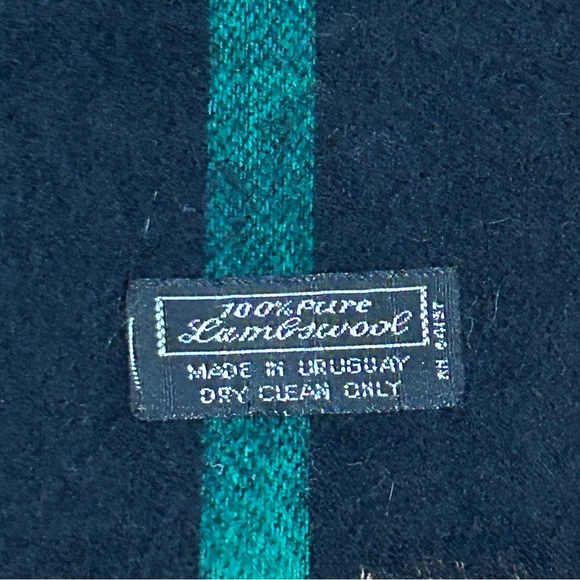 100% Pure
Lambswool
MADE IN URUGUAY
DRY CLEAN ONLY